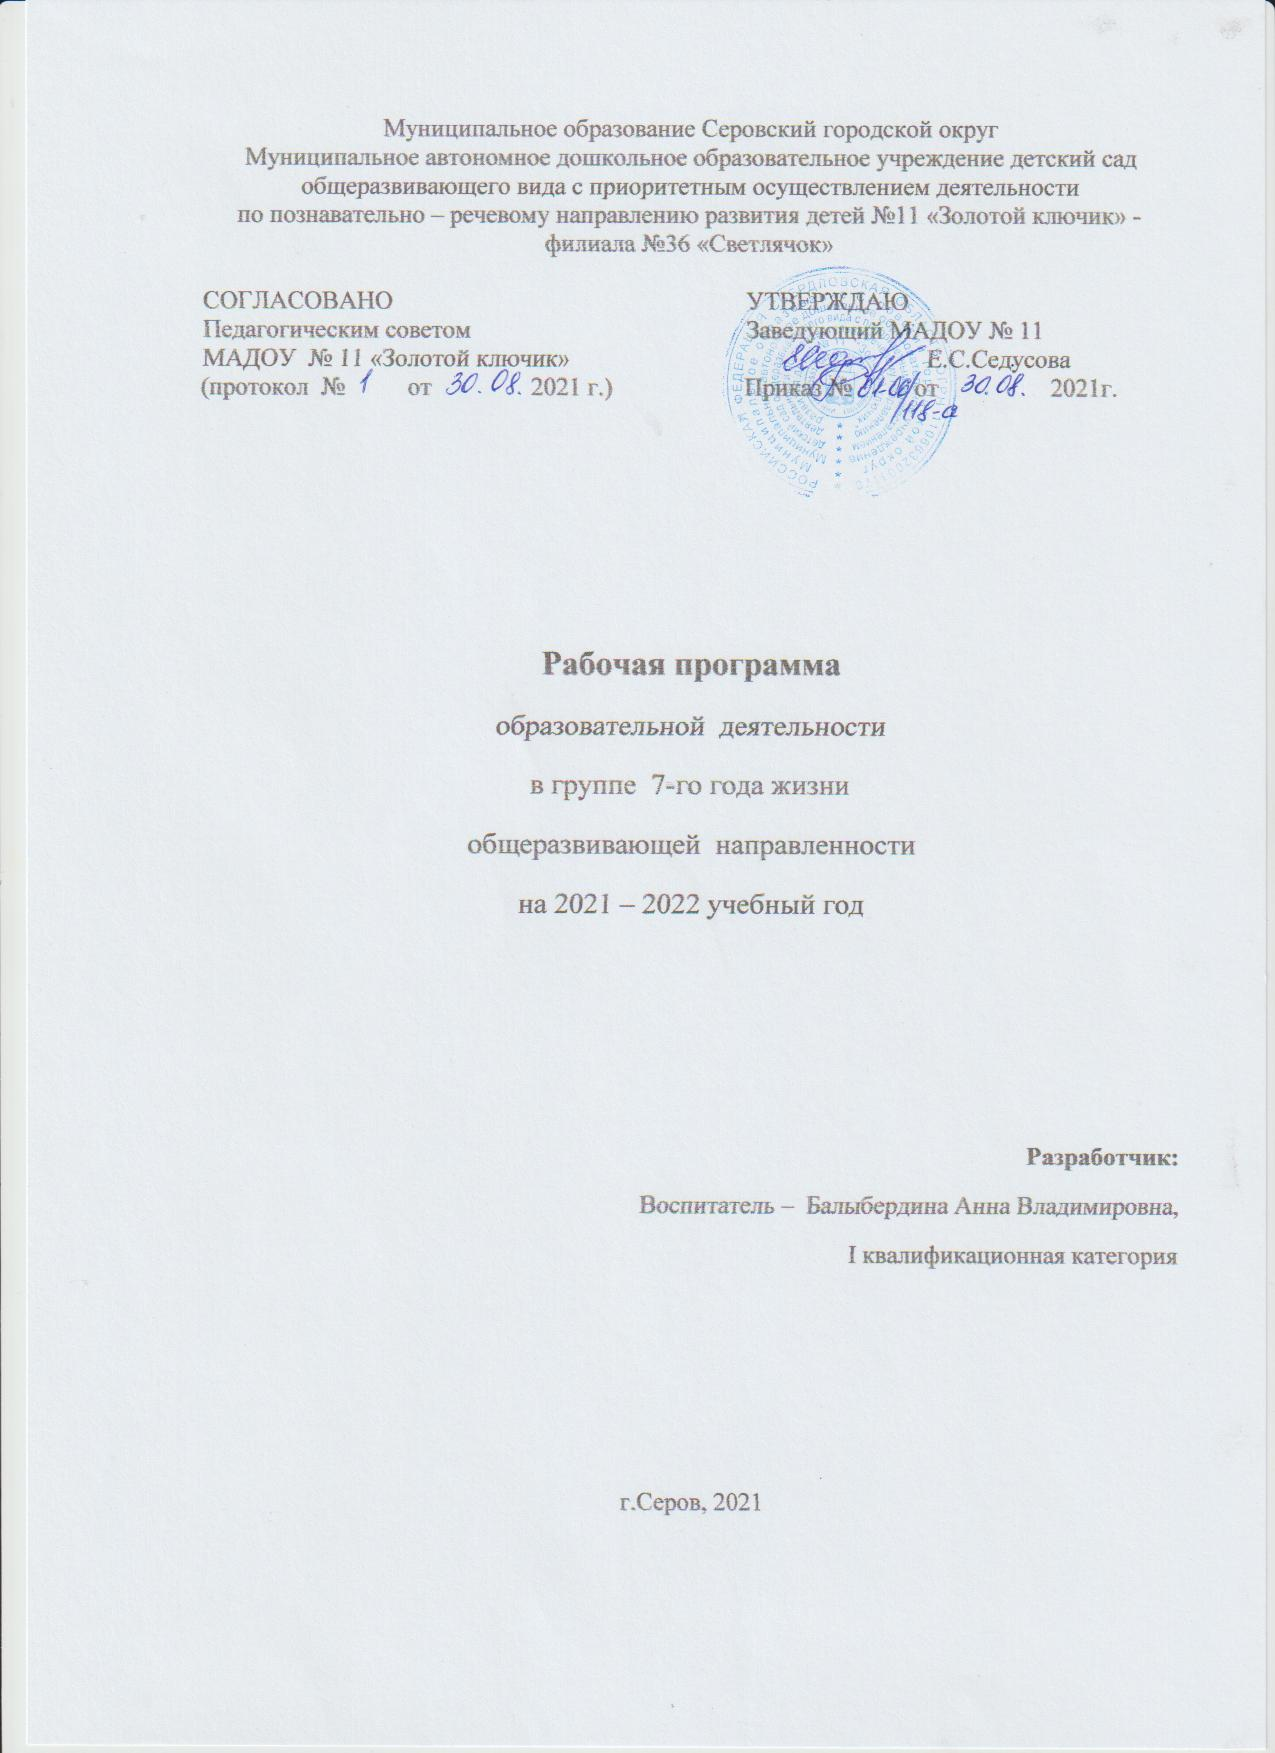 Муниципальное образование Серовский городской округ
Муниципальное автономное дошкольное образовательное учреждение детский сад
общеразвивающего вида с приоритетным осуществлением деятельности
по познавательно – речевому направлению развития детей №11 «Золотой ключик» -
филиала №36 «Светлячок»
СОГЛАСОВАНО
Педагогическим советом
МАДОУ № 11 «Золотой ключик»
(протокол № 1 от 30.08. 2021 г.)
УТВЕРЖДАЮ
Заведующий МАДОУ № 11
Е.С.Седусова
Приказ № 01-06 от 30.08. 2021г.
/118-а
Рабочая программа
образовательной деятельности
в группе 7-го года жизни
общеразвивающей направленности
на 2021 – 2022 учебный год
Разработчик:
Воспитатель – Балыбердина Анна Владимировна,
I квалификационная категория
г.Серов, 2021